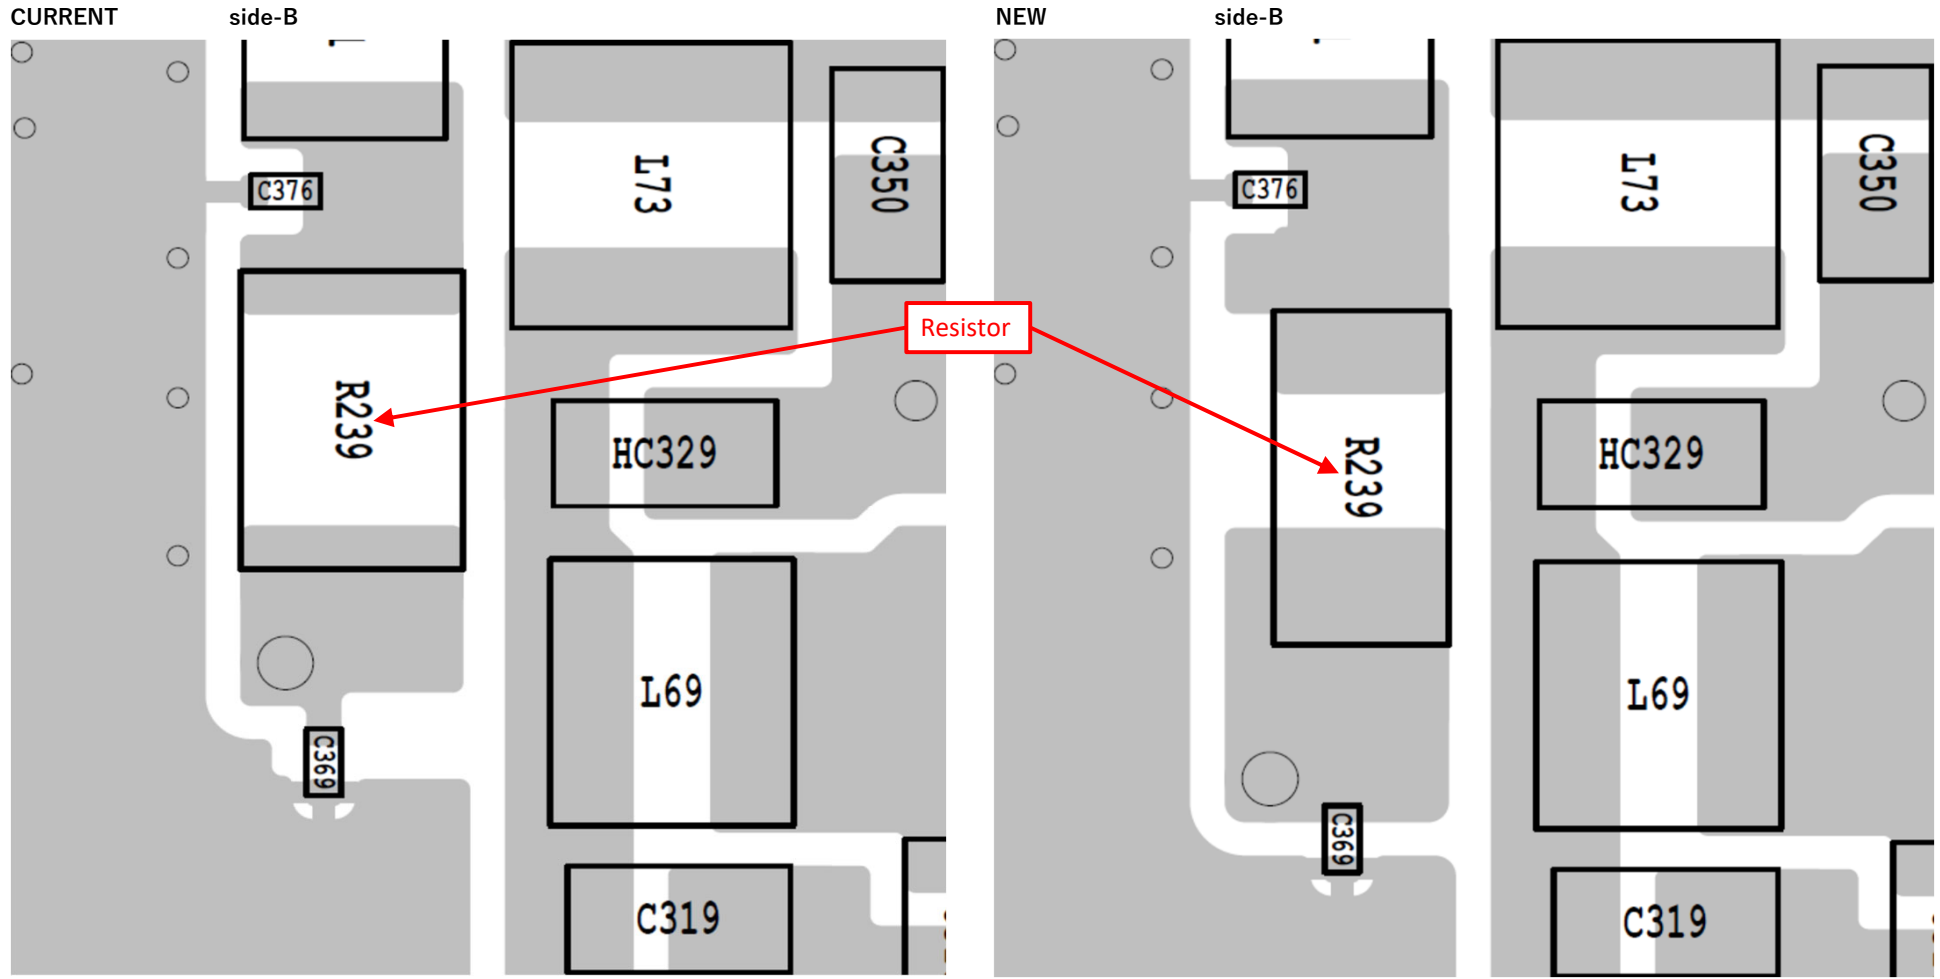 CURRENT side-B
NEW side-B
C376
L73
C350
C376
L73
C350
Resistor
R239
HC329
R239
HC329
L69
L69
C369
C369
C319
C319